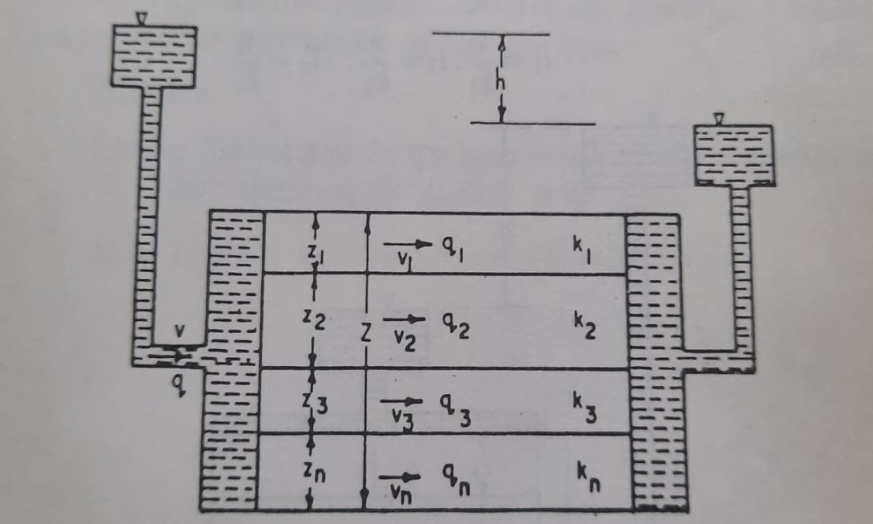 h
z1 v1 q1 k1
z2 Z v2 q2 k2
v
q
z3 v3 q3 k3
zn vn qn kn